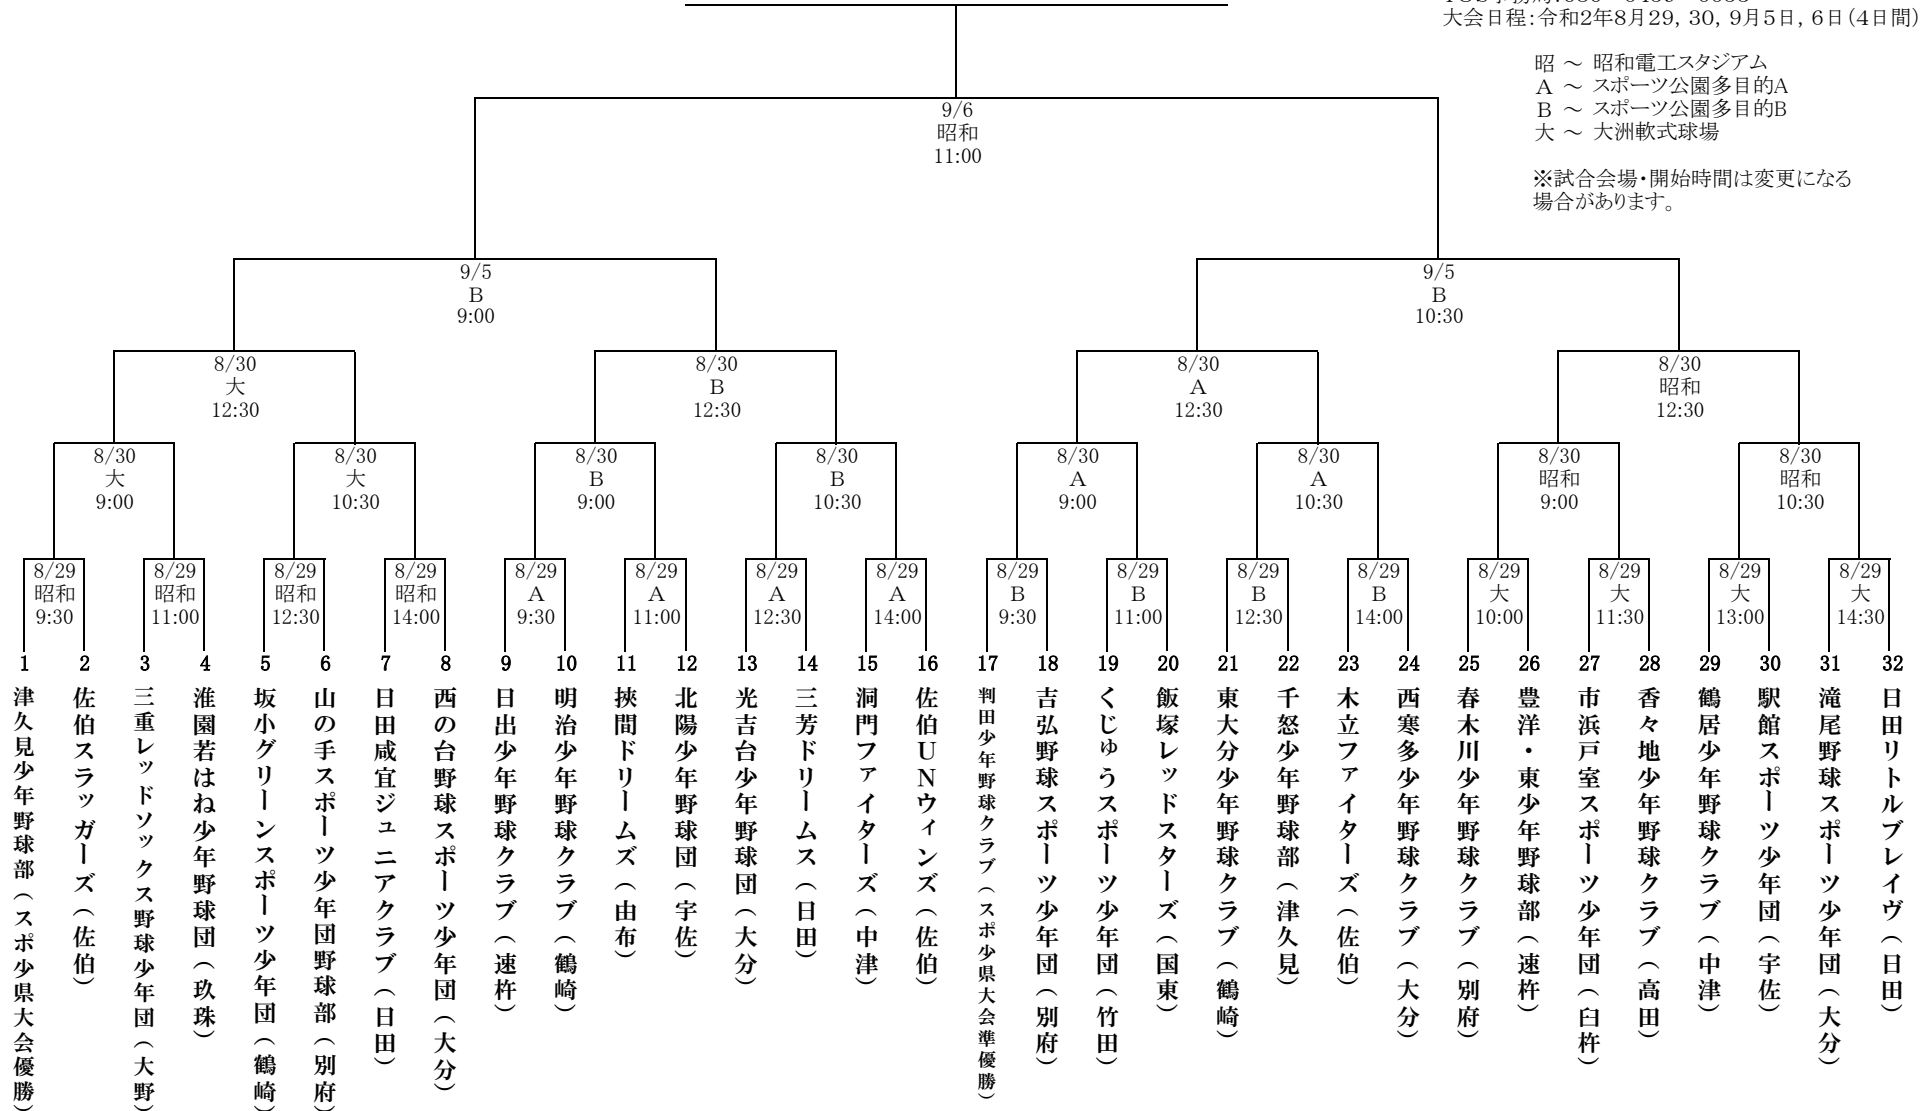 大会日程:令和2年8月29, 30, 9月5日, 6日(4日間)
昭 ～ 昭和電工スタジアム
A ～ スポーツ公園多目的A
B ～ スポーツ公園多目的B
大 ～ 大洲軟式球場
※試合会場・開始時間は変更になる
場合があります。
9/6
昭和
11:00
9/5
B
9:00
9/5
B
10:30
8/30
大
12:30
8/30
B
12:30
8/30
A
12:30
8/30
昭和
12:30
8/30
大
9:00
8/30
大
10:30
8/30
B
9:00
8/30
B
10:30
8/30
A
9:00
8/30
A
10:30
8/30
昭和
9:00
8/30
昭和
10:30
8/29
昭和
9:30
8/29
昭和
11:00
8/29
昭和
12:30
8/29
昭和
14:00
8/29
A
9:30
8/29
A
11:00
8/29
A
12:30
8/29
A
14:00
8/29
B
9:30
8/29
B
11:00
8/29
B
12:30
8/29
B
14:00
8/29
大
10:00
8/29
大
11:30
8/29
大
13:00
8/29
大
14:30
1
津久見少年野球部(スポ少県大会優勝)
2
佐伯スラッガーズ(佐伯)
3
三重レッドソックス野球少年団(大野)
4
淮園若はね少年野球団(玖珠)
5
坂小グリーンスポーツ少年団(鶴崎)
6
山の手スポーツ少年団野球部(別府)
7
日田咸宜ジュニアクラブ(日田)
8
西の台野球スポーツ少年団(大分)
9
日出少年野球クラブ(速杵)
10
明治少年野球クラブ(鶴崎)
11
挾間ドリームズ(由布)
12
北陽少年野球団(宇佐)
13
光吉台少年野球団(大分)
14
三芳ドリームス(日田)
15
洞門ファイターズ(中津)
16
佐伯UNウィンズ(佐伯)
17
判田少年野球クラブ(スポ少県大会準優勝)
18
吉弘野球スポーツ少年団(別府)
19
くじゅうスポーツ少年団(竹田)
20
飯塚レッドスターズ(国東)
21
東大分少年野球クラブ(鶴崎)
22
千怒少年野球部(津久見)
23
木立ファイターズ(佐伯)
24
西寒多少年野球クラブ(大分)
25
春木川少年野球クラブ(別府)
26
豊洋・東少年野球部(速杵)
27
市浜戸室スポーツ少年団(臼杵)
28
香々地少年野球クラブ(高田)
29
鶴居少年野球クラブ(中津)
30
駅館スポーツ少年団(宇佐)
31
滝尾野球スポーツ少年団(大分)
32
日田リトルブレイヴ(日田)